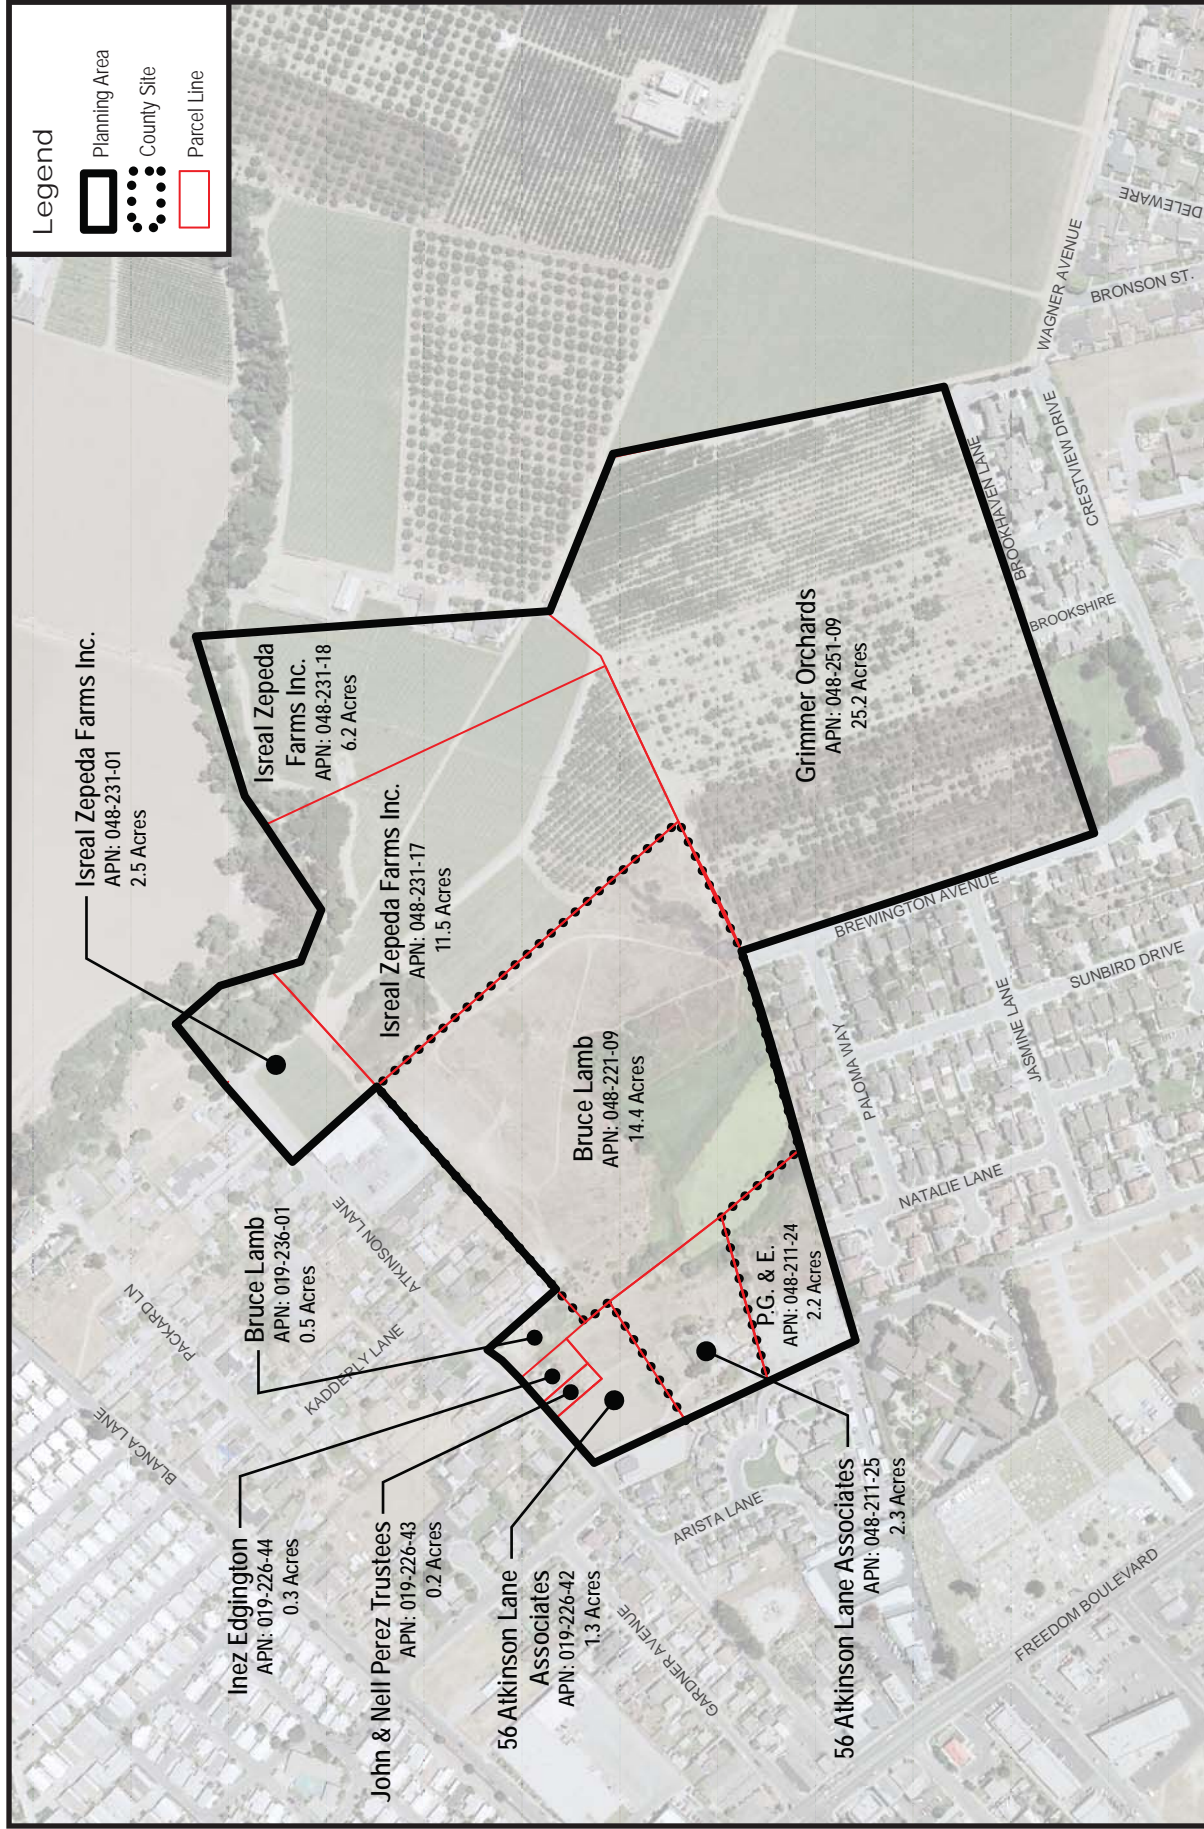 Legend
Planning Area
County Site
Parcel Line
Isreal Zepeda Farms Inc.
APN: 048-231-01
2.5 Acres
Isreal Zepeda
Farms Inc.
APN: 048-231-18
6.2 Acres
Isreal Zepeda Farms Inc.
APN: 048-231-17
11.5 Acres
Bruce Lamb
APN: 019-236-01
0.5 Acres
Inez Edgington
APN: 019-226-44
0.3 Acres
John & Nell Perez Trustees
APN: 019-226-43
0.2 Acres
56 Atkinson Lane
Associates
APN: 019-226-42
1.3 Acres
56 Atkinson Lane Associates
APN: 048-211-25
2.3 Acres
P.G. & E.
APN: 048-211-24
2.2 Acres
Bruce Lamb
APN: 048-221-09
14.4 Acres
Grimmer Orchards
APN: 048-251-09
25.2 Acres
PACKARD LN
BLANCA LANE
KADDERLY LANE
ATKINSON LANE
ARISTA LANE
GARDNER AVENUE
FREEDOM BOULEVARD
NATALIE LANE
PALOMA WAY
JASMINE LANE
SUNBIRD DRIVE
BREWINGTON AVENUE
BROOKSHIRE
BROOKHAVEN LANE
CRESTVIEW DRIVE
WAGNER AVENUE
BRONSON ST.
DELEWARE